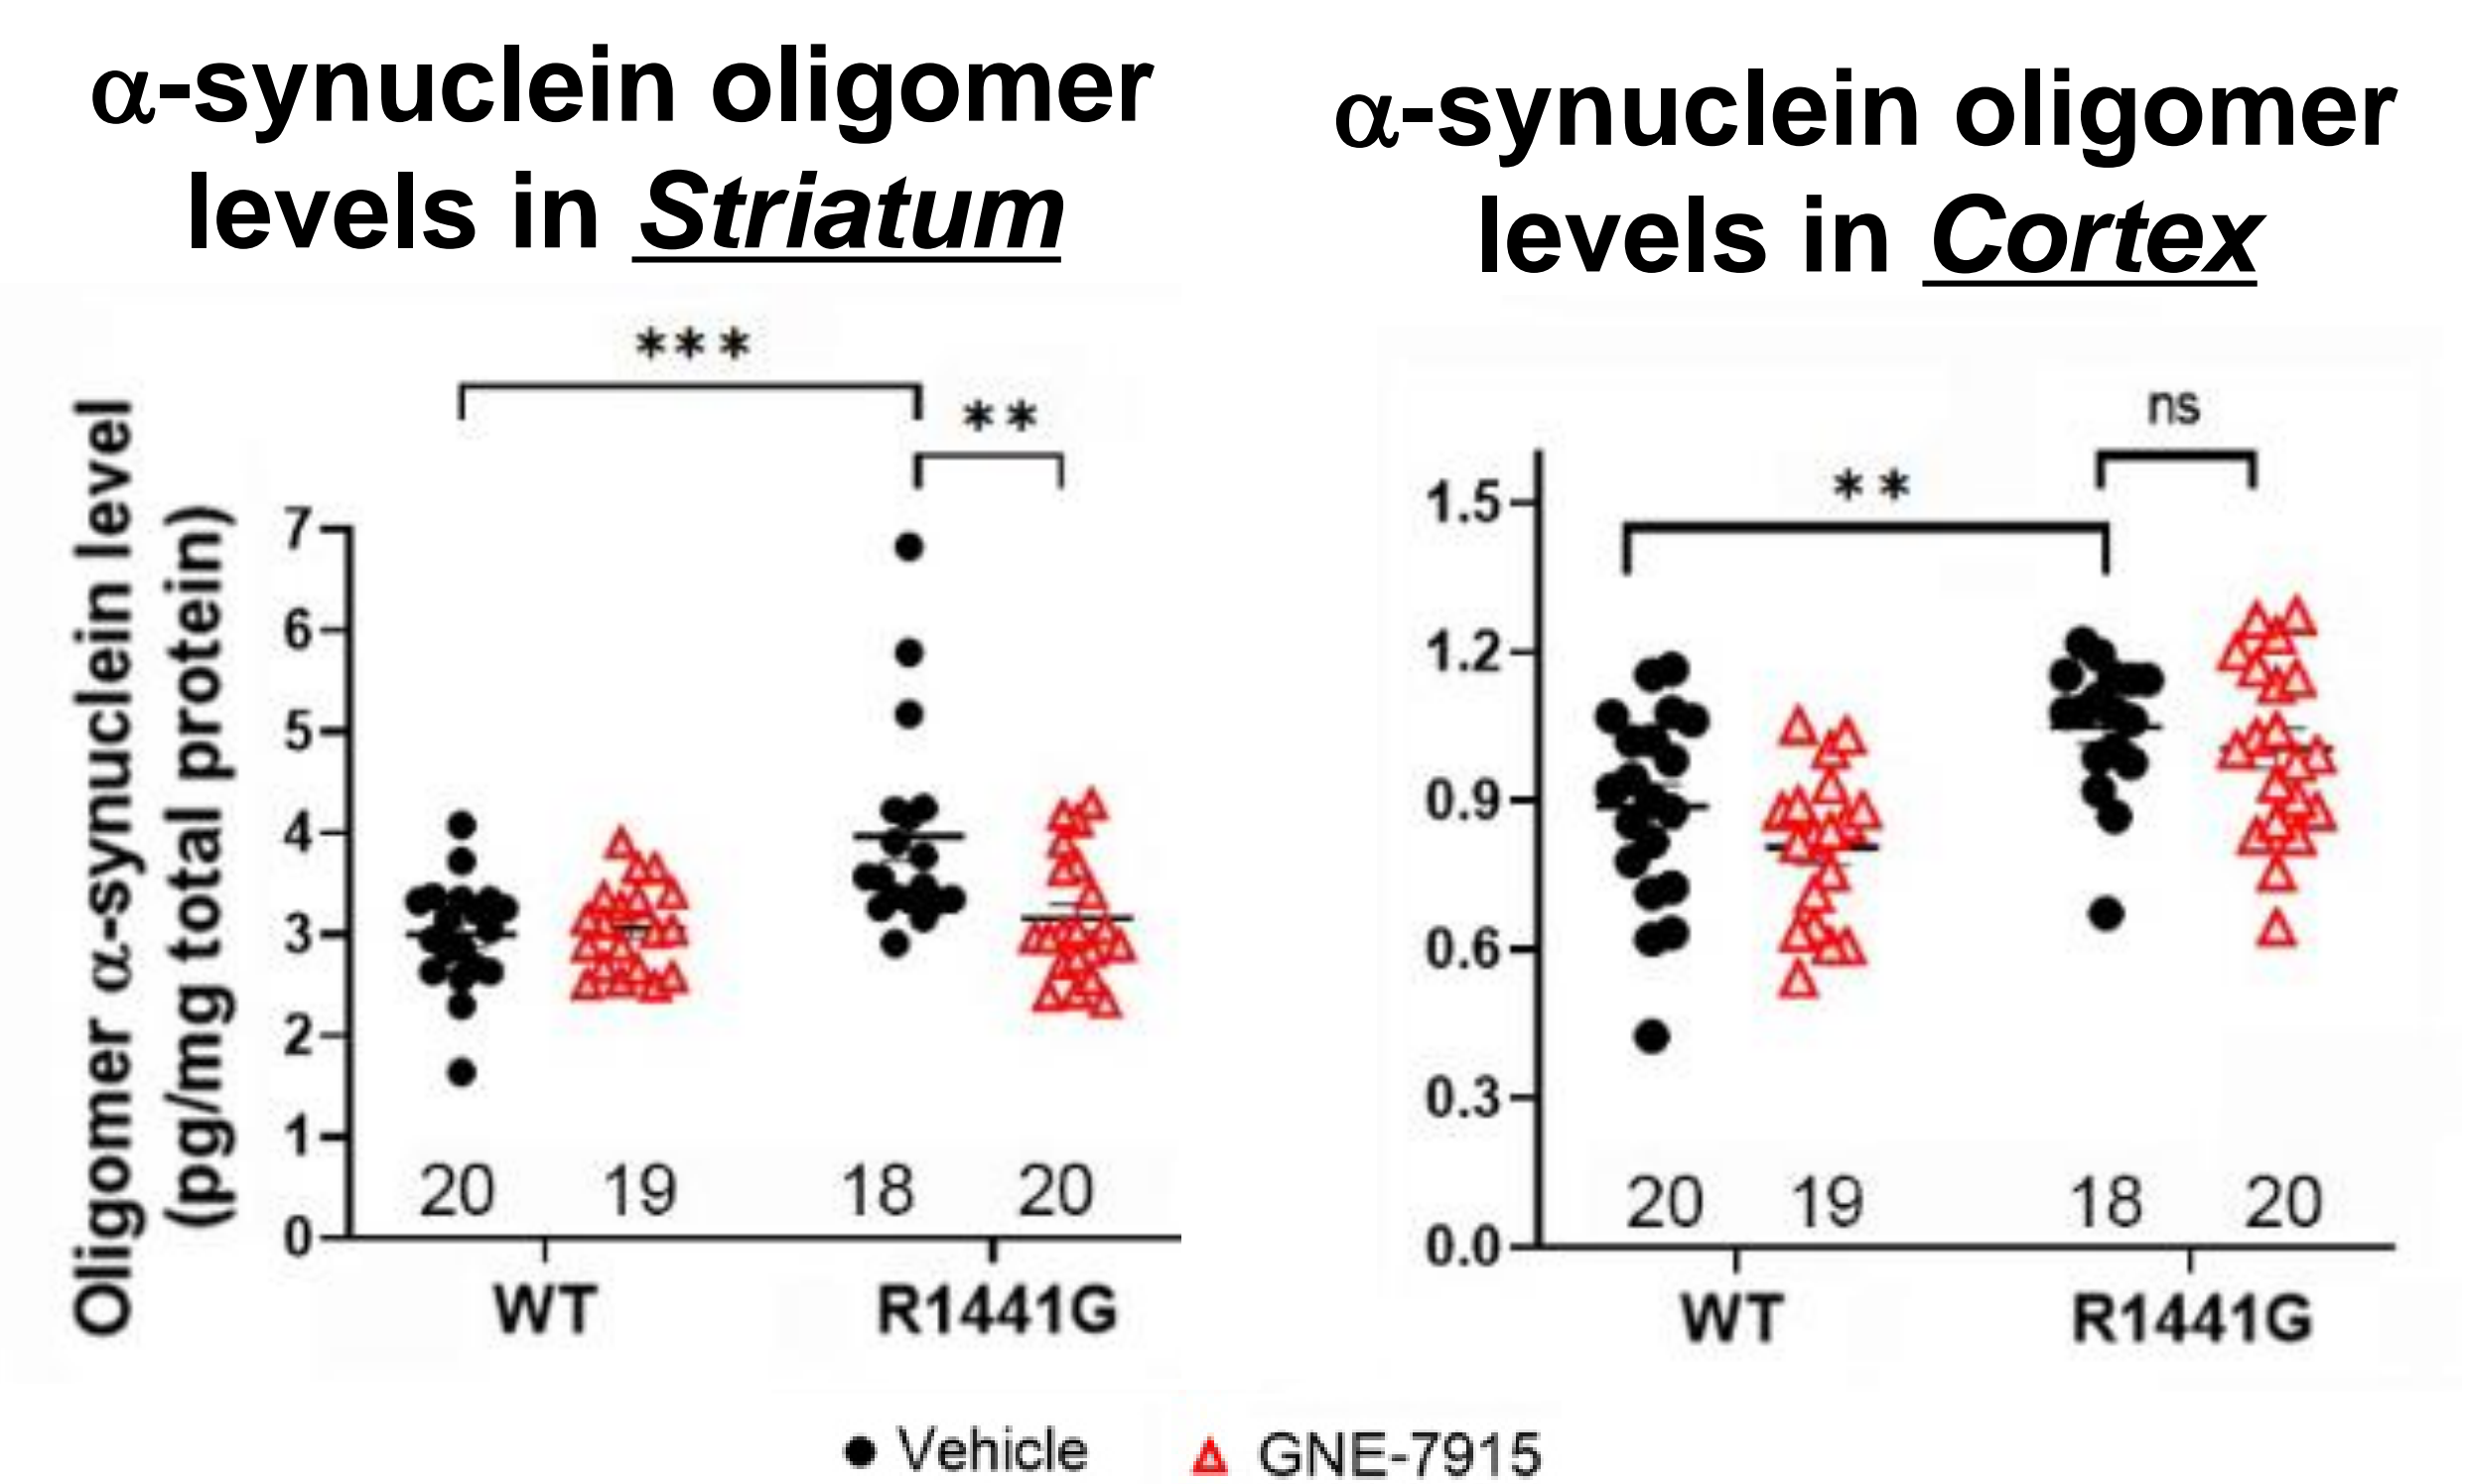 α-synuclein oligomer
levels in Striatum
α-synuclein oligomer
levels in Cortex
Oligomer α-synuclein level
(pg/mg total protein)
***
**
7
6
5
4
3
2
1
0
20 19 18 20
WT R1441G
ns
**
1.5
1.2
0.9
0.6
0.3
0.0
20 19 18 20
WT R1441G
Vehicle GNE-7915